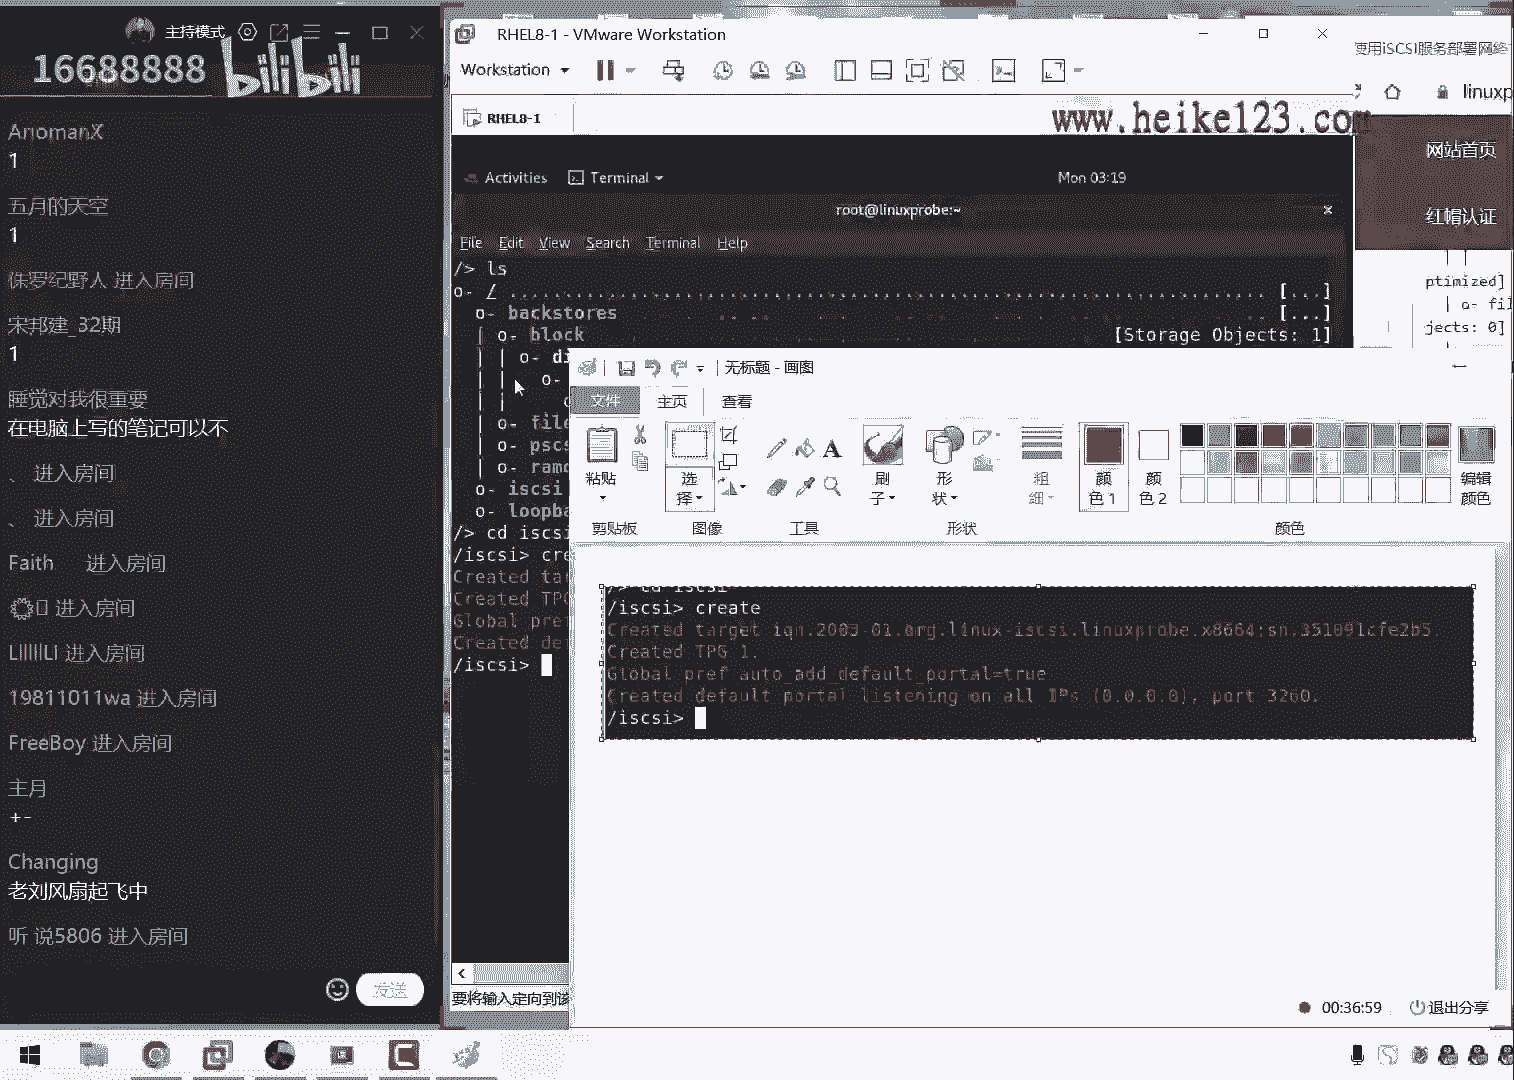 主持模式
16688888 bilibili
AnomanX
1
五月的天空
1
侏罗纪野人 进入房间
宋邦建_32期
1
睡觉对我很重要
在电脑上写的笔记可以不
、 进入房间
、 进入房间
Faith 进入房间
进入房间
LIIIIILI 进入房间
19811011wa 进入房间
FreeBoy 进入房间
主月
+-
Changing
老刘风扇起飞中
听 说5806 进入房间
发送
RHEL8-1 - VMware Workstation
Workstation
RHEL8-1
www.heike123.com
Activities Terminal Mon 03:19
root@linuxprobe:~
File Edit View Search Terminal Help
/> ls
o- / [...]
o- backstores [...]
| o- block [Storage Objects: 1]
| | o- di
| | o-
| o- file
| o- pscs
| o- ramd
o- iscsi
o- loopba
/> cd iscsi
/iscsi> cre
Created tar
Created TPG
Global pref
Created de
/iscsi>
要将输入定向到该
使用iSCSI服务部署网络
linuxp
网站首页
红帽认证
ptimized]
| o- fil
jects: 0]
无标题 - 画图
文件 主页 查看
粘贴 选择 刷子 形状 粗细 颜色 1 颜色 2 编辑颜色
剪贴板 图像 工具 形状 颜色
/> cd iscsi
/iscsi> create
Created target iqn.2003-01.org.linux-iscsi.linuxprobe.x8664:sn.351091cfe2b5.
Created TPG 1.
Global pref auto_add_default_portal=true
Created default portal listening on all IPs (0.0.0.0), port 3260.
/iscsi>
00:36:59 退出分享